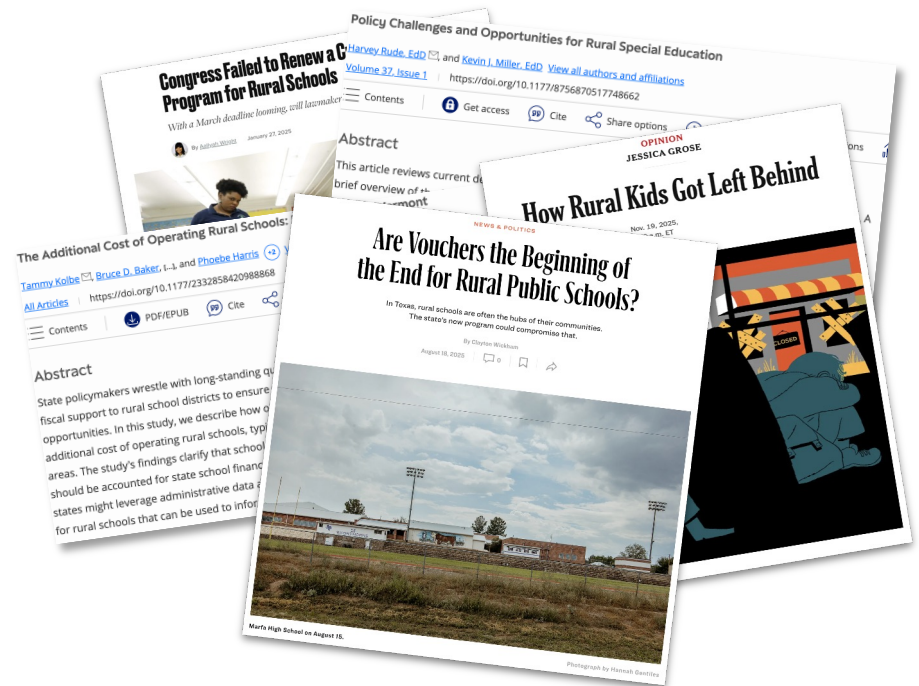 Congress Failed to Renew a C
Program for Rural Schools
With a March deadline looming, will lawmaker
By Aallyah Wright January 27, 2025
Policy Challenges and Opportunities for Rural Special Education
Harvey Rude, EdD, and Kevin J. Miller, EdD View all authors and affiliations
Volume 37, Issue 1 https://doi.org/10.1177/8756870517748662
Contents Get access Cite Share options
Abstract
This article reviews current de
brief overview of th
ermont
OPINION
JESSICA GROSE
How Rural Kids Got Left Behind
Nov. 19, 2025,
.m. ET
ons
A
CLOSED
The Additional Cost of Operating Rural Schools:
Tammy Kolbe, Bruce D. Baker, [...], and Phoebe Harris +2 V
All Articles https://doi.org/10.1177/2332858420988868
Contents PDF/EPUB Cite
Abstract
State policymakers wrestle with long-standing qu
fiscal support to rural school districts to ensure
opportunities. In this study, we describe how o
additional cost of operating rural schools, typ
areas. The study's findings clarify that school
should be accounted for state school financ
states might leverage administrative data a
for rural schools that can be used to infor
NEWS & POLITICS
Are Vouchers the Beginning of
the End for Rural Public Schools?
In Texas, rural schools are often the hubs of their communities.
The state's new program could compromise that.
By Clayton Wickham
August 18, 2025 0
Marfa High School on August 15.
Photograph by Hannah Gentiles